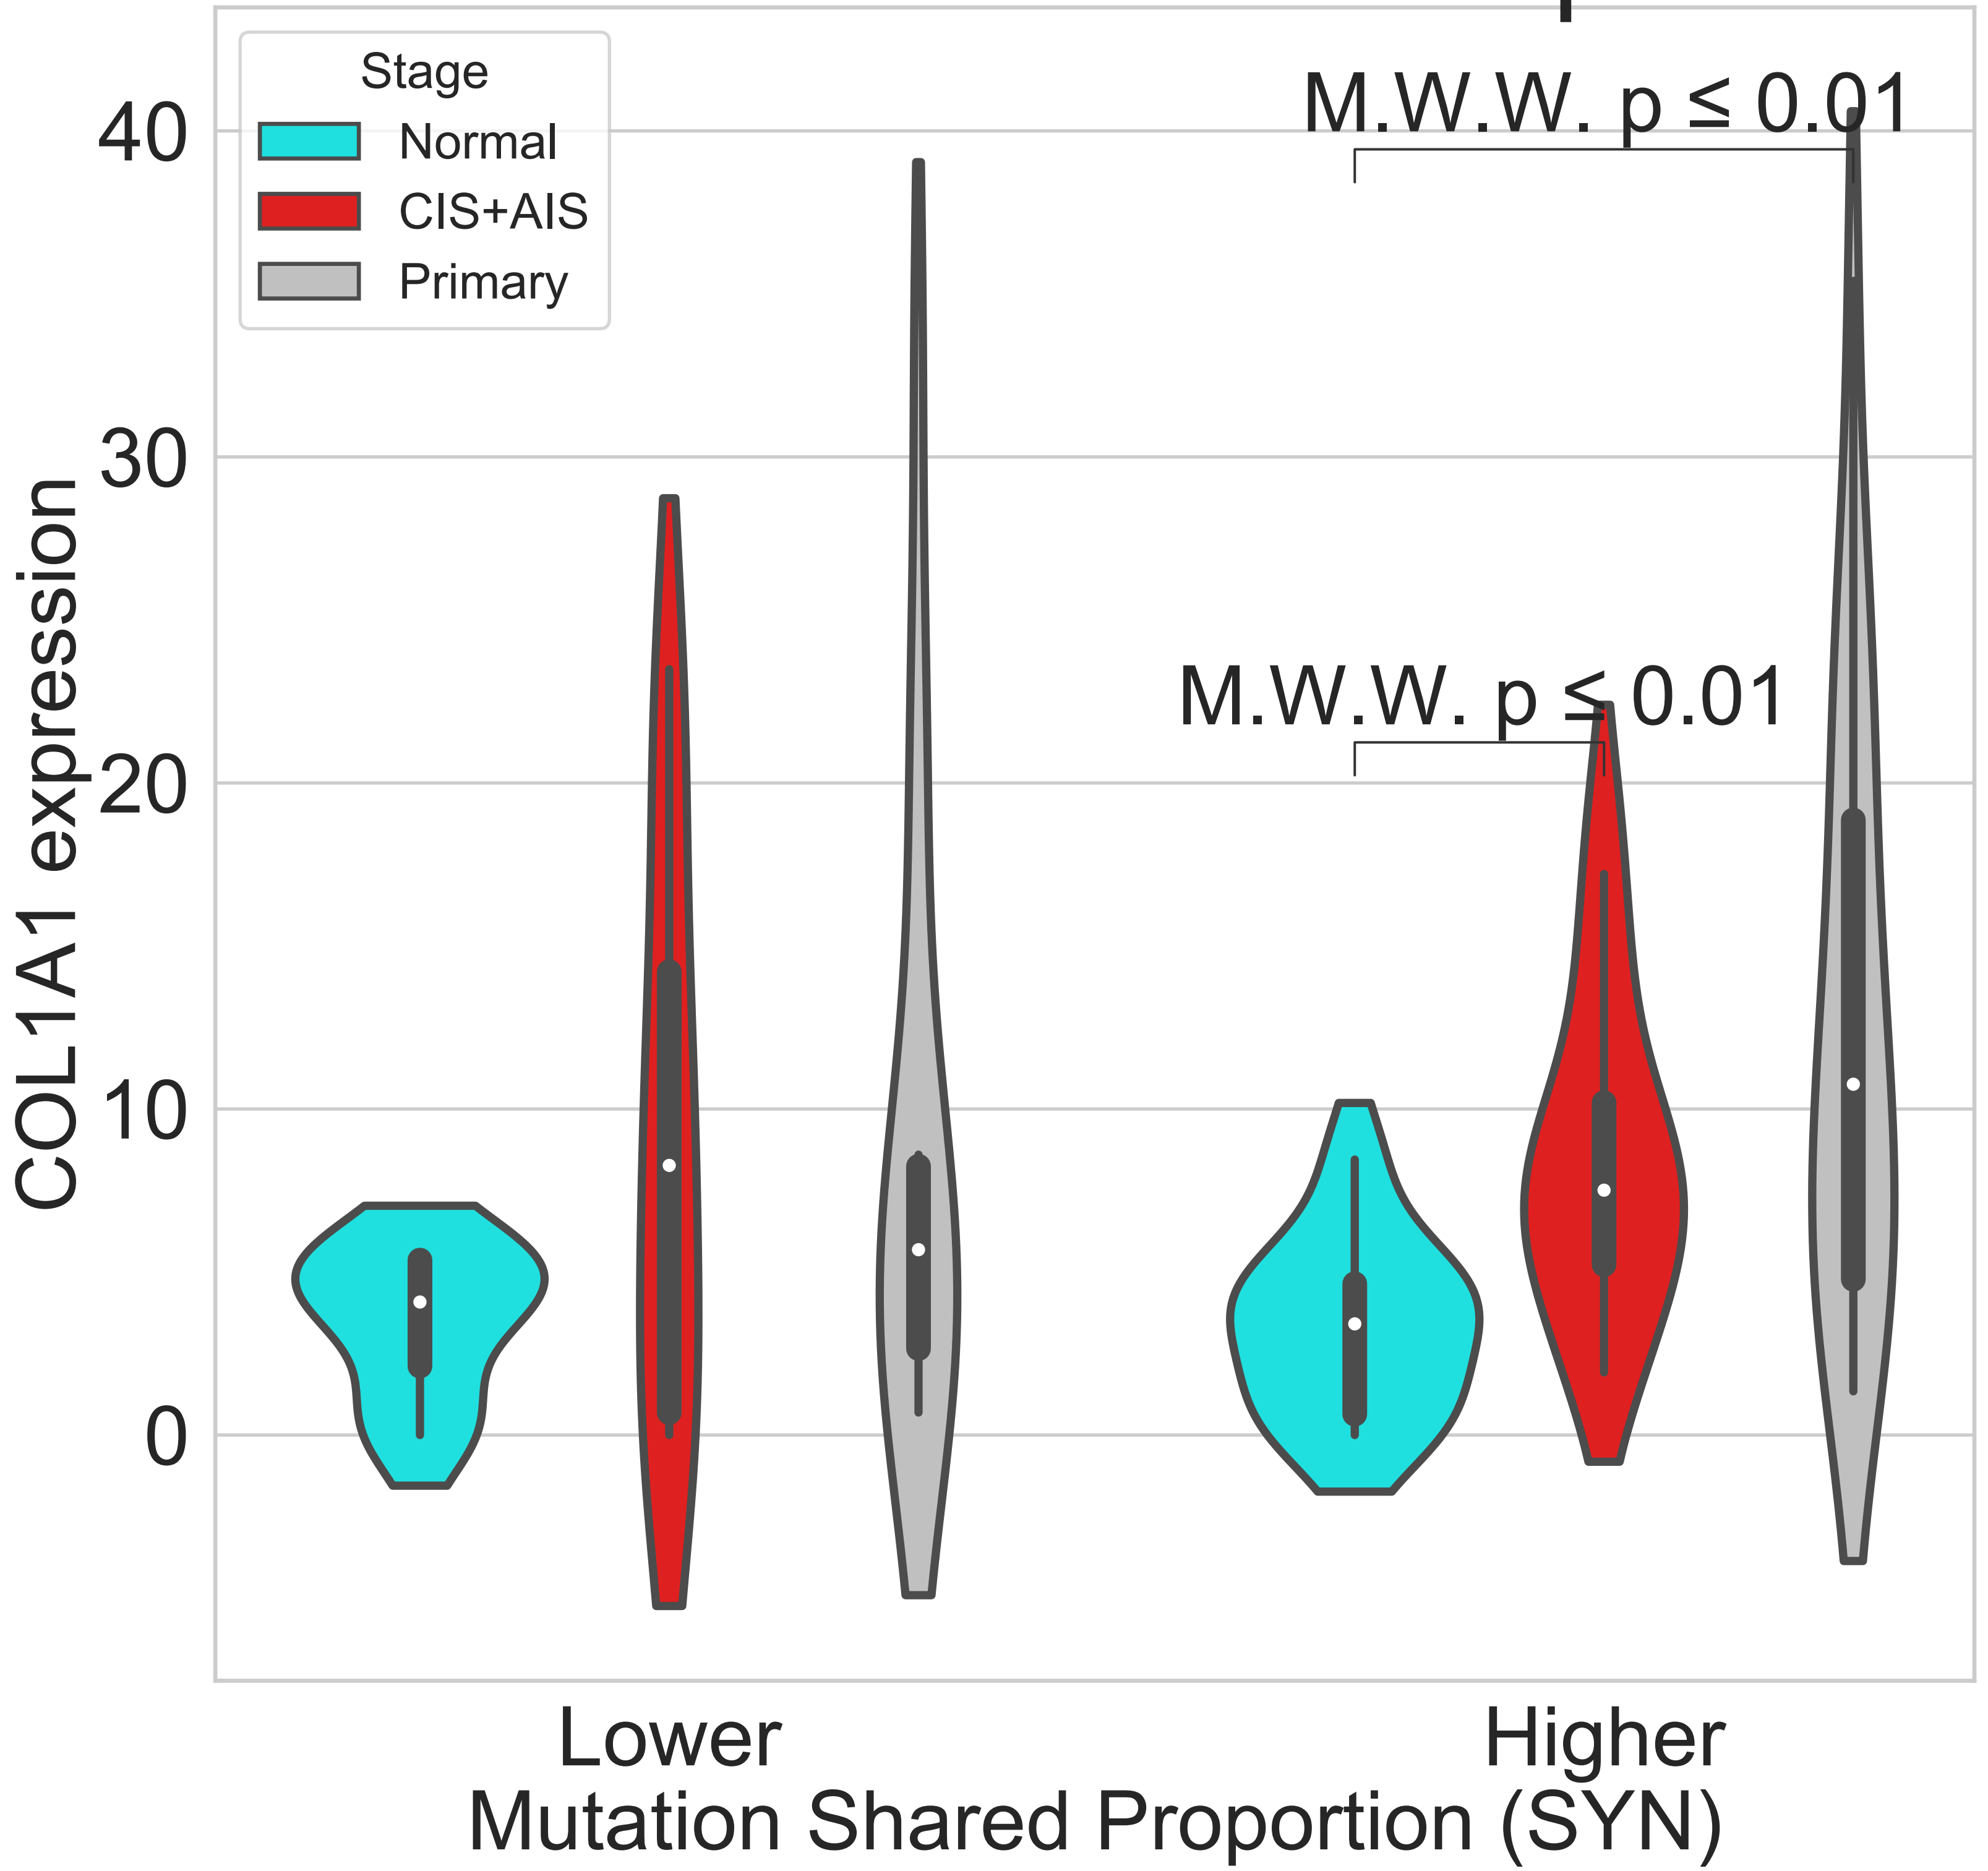 Stage
Normal
CIS+AIS
Primary
M.W.W. p ≤ 0.01
M.W.W. p ≤ 0.01
40
30
20
10
0
COL1A1 expression
Lower
Higher
Mutation Shared Proportion (SYN)